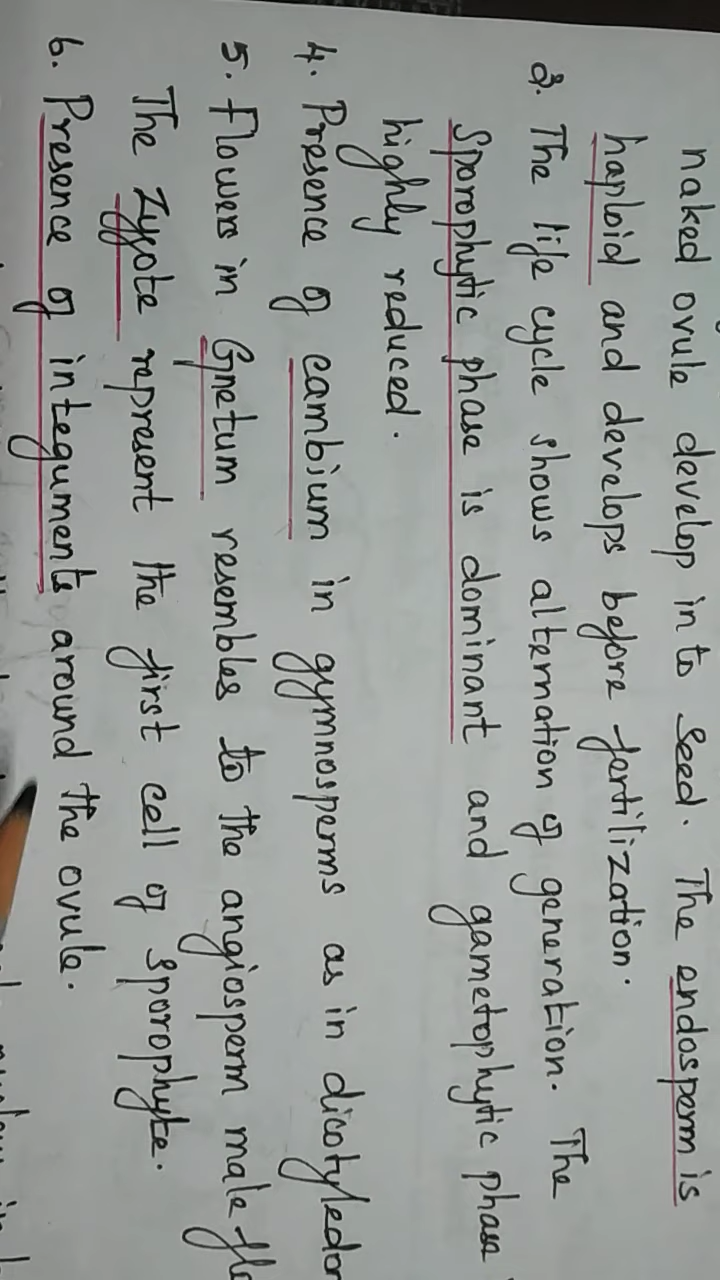 naked ovule develop in to seed. The endosperm is
haploid and develops before fertilization.
2. The life cycle shows alternation of generation. The
sporophytic phase is dominant and gametophytic phase
highly reduced.
4. Presence of cambium in gymnosperms as in dicotyledon
5. Flowers in Gnetum resembles to the angiosperm male
The Zygote represent the first cell of sporophyte.
6. Presence of integuments around the ovule.